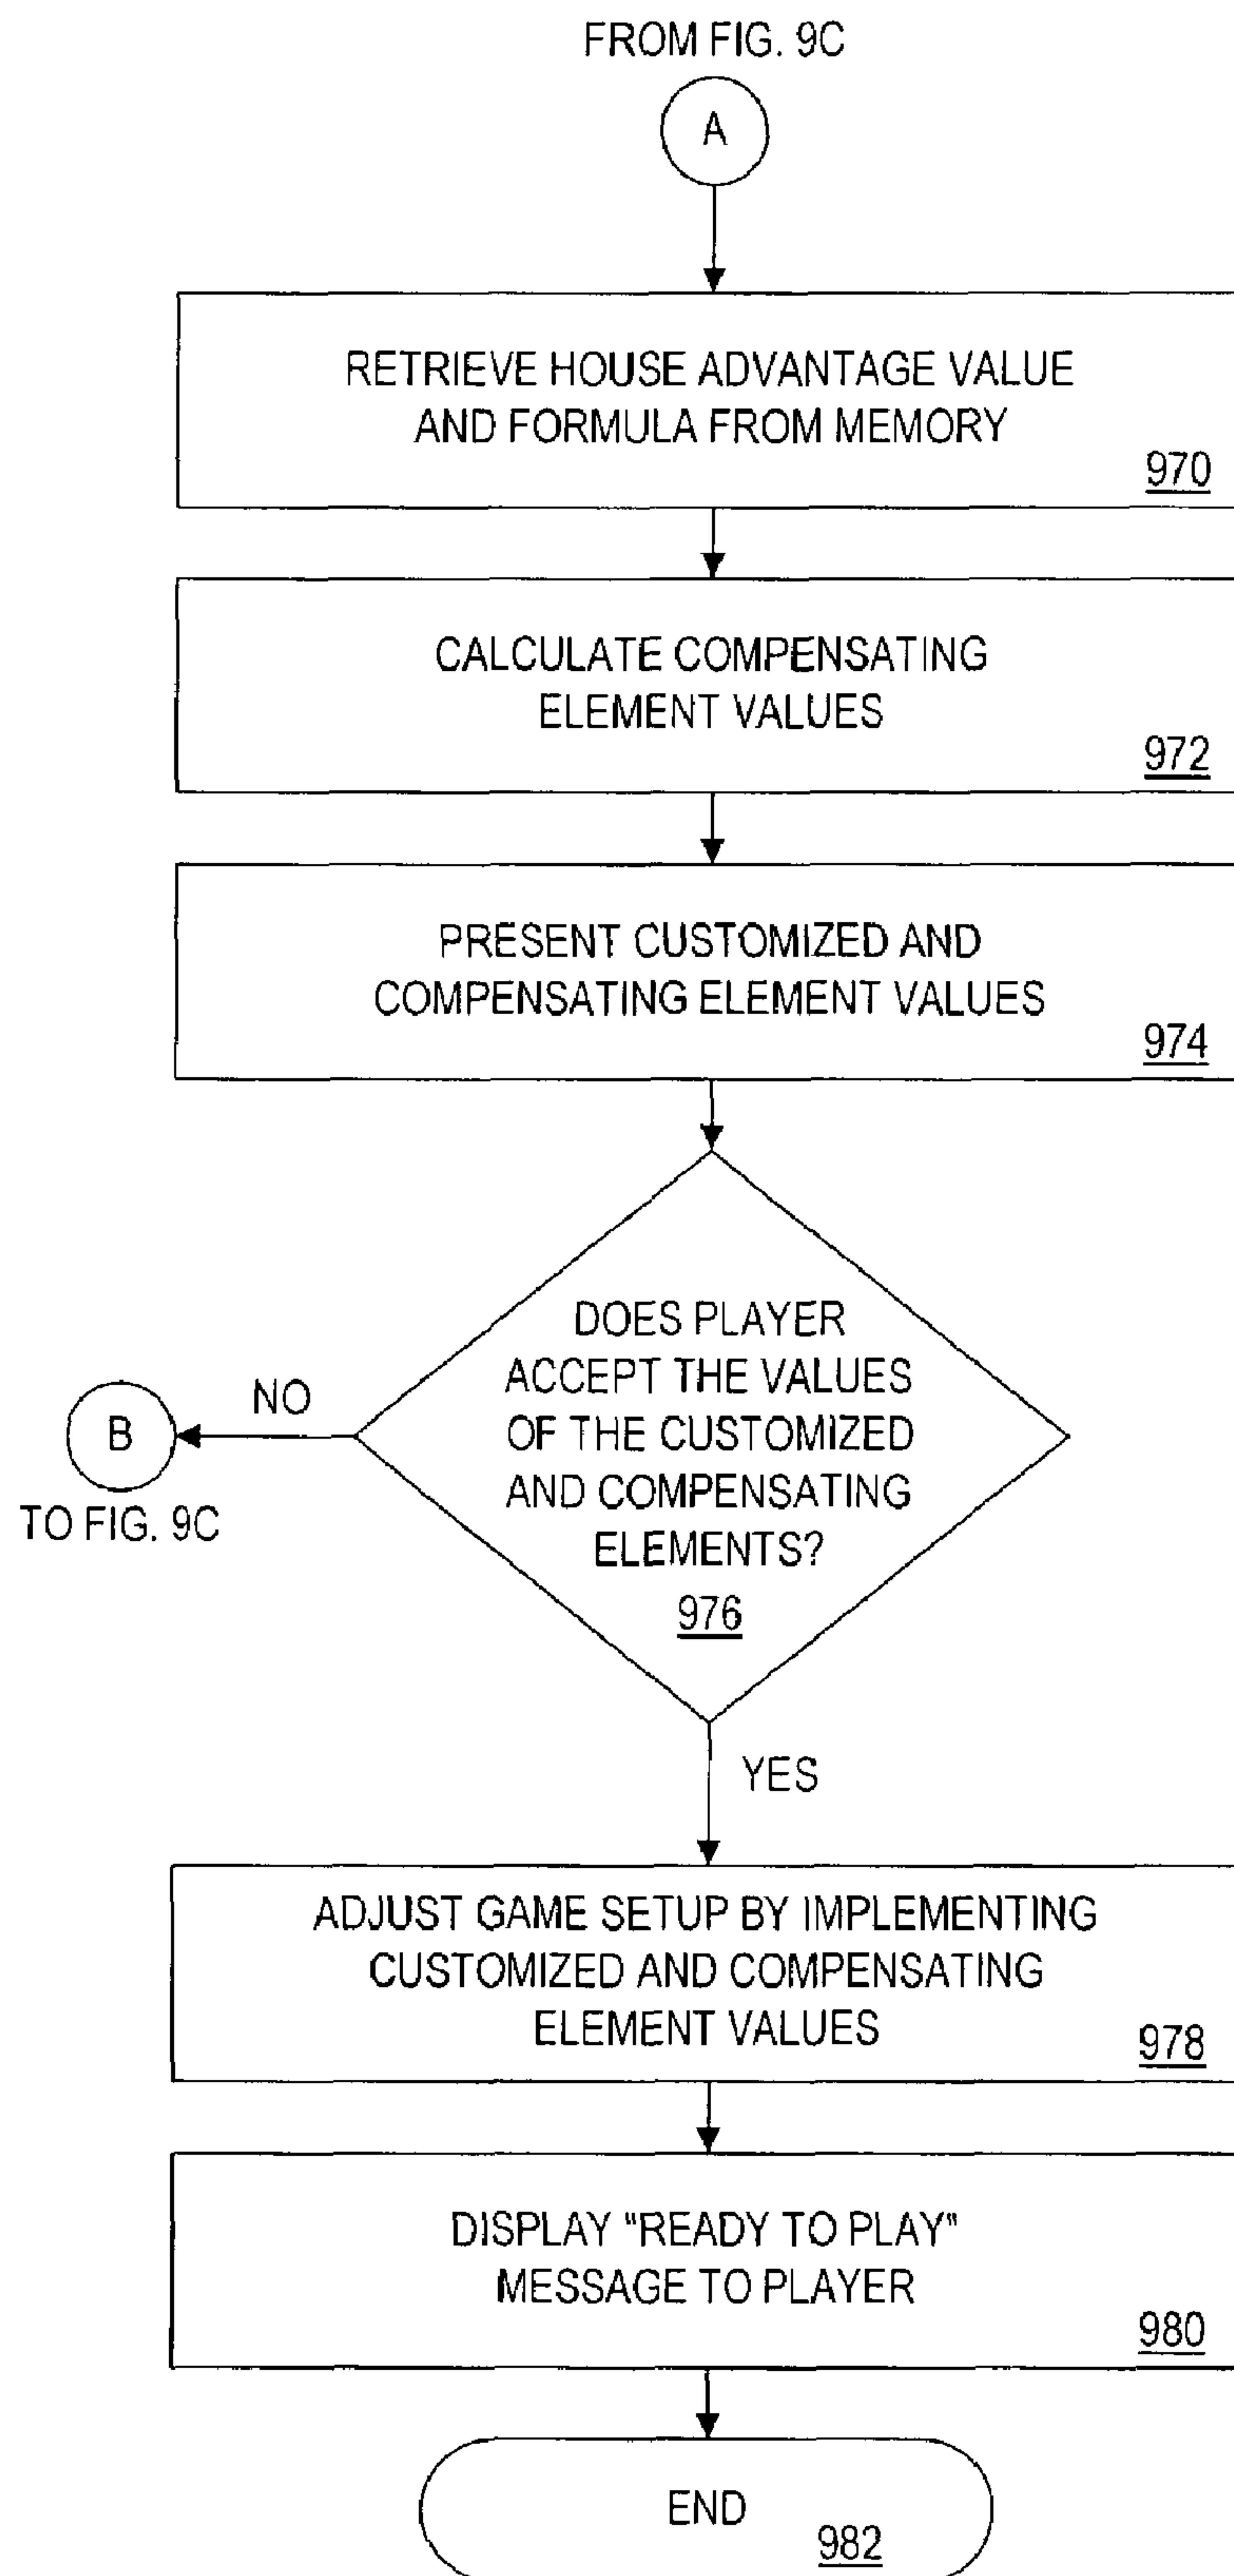 FROM FIG. 9C
A
RETRIEVE HOUSE ADVANTAGE VALUE
AND FORMULA FROM MEMORY
970
CALCULATE COMPENSATING
ELEMENT VALUES
972
PRESENT CUSTOMIZED AND
COMPENSATING ELEMENT VALUES
974
DOES PLAYER
ACCEPT THE VALUES
OF THE CUSTOMIZED
AND COMPENSATING
ELEMENTS?
976
NO
B
TO FIG. 9C
YES
ADJUST GAME SETUP BY IMPLEMENTING
CUSTOMIZED AND COMPENSATING
ELEMENT VALUES
978
DISPLAY "READY TO PLAY"
MESSAGE TO PLAYER
980
END
982